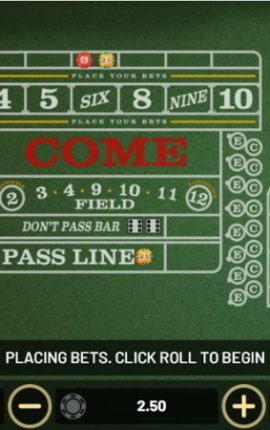 PLACE YOUR BETS
4 5 SIX 8 NINE 10
PLACE YOUR BETS
COME
2 3 · 4 · 9 · 10 · 11 12
FIELD
DON'T PASS BAR
PASS LINE
E C
E C
E C
E C
E C
E C
E C
E C
PLACING BETS. CLICK ROLL TO BEGIN
− 2.50 +